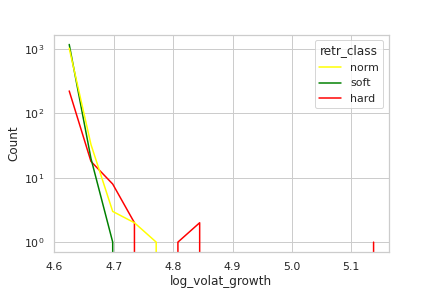 retr_class
norm
soft
hard
10³
10²
10¹
10⁰
Count
4.6 4.7 4.8 4.9 5.0 5.1
log_volat_growth